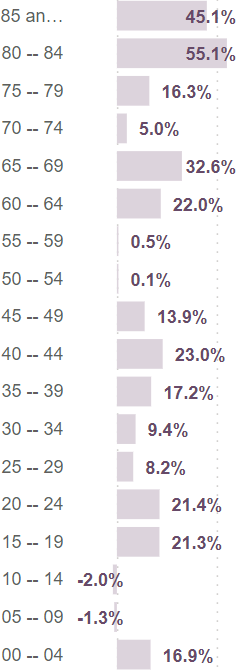 85 an… 45.1%
80 -- 84 55.1%
75 -- 79 16.3%
70 -- 74 5.0%
65 -- 69 32.6%
60 -- 64 22.0%
55 -- 59 0.5%
50 -- 54 0.1%
45 -- 49 13.9%
40 -- 44 23.0%
35 -- 39 17.2%
30 -- 34 9.4%
25 -- 29 8.2%
20 -- 24 21.4%
15 -- 19 21.3%
10 -- 14 -2.0%
05 -- 09 -1.3%
00 -- 04 16.9%